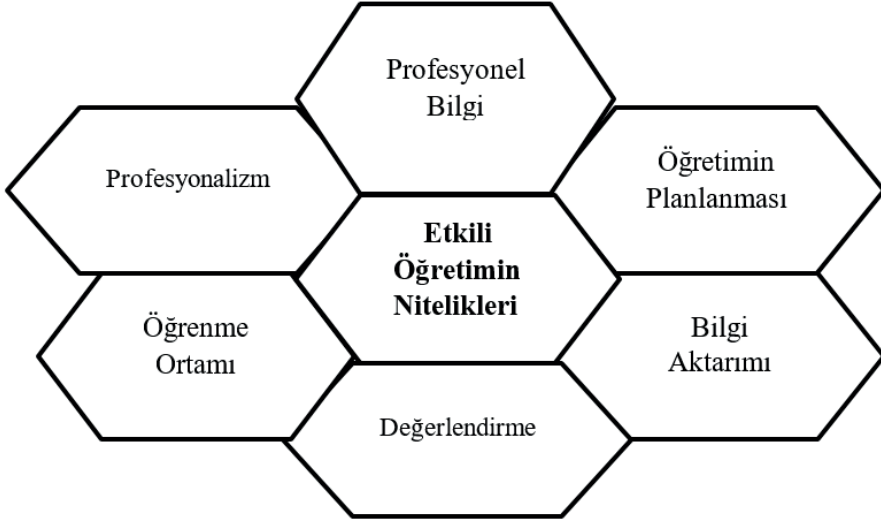 Profesyonel
Bilgi
Profesyonalizm
Öğretimin
Planlanması
Etkili
Öğretimin
Nitelikleri
Öğrenme
Ortamı
Bilgi
Aktarımı
Değerlendirme